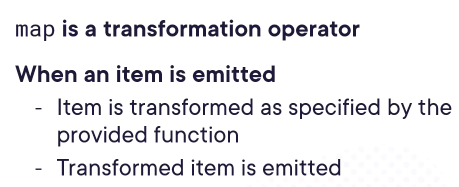 map is a transformation operator
When an item is emitted
- Item is transformed as specified by the
provided function
- Transformed item is emitted